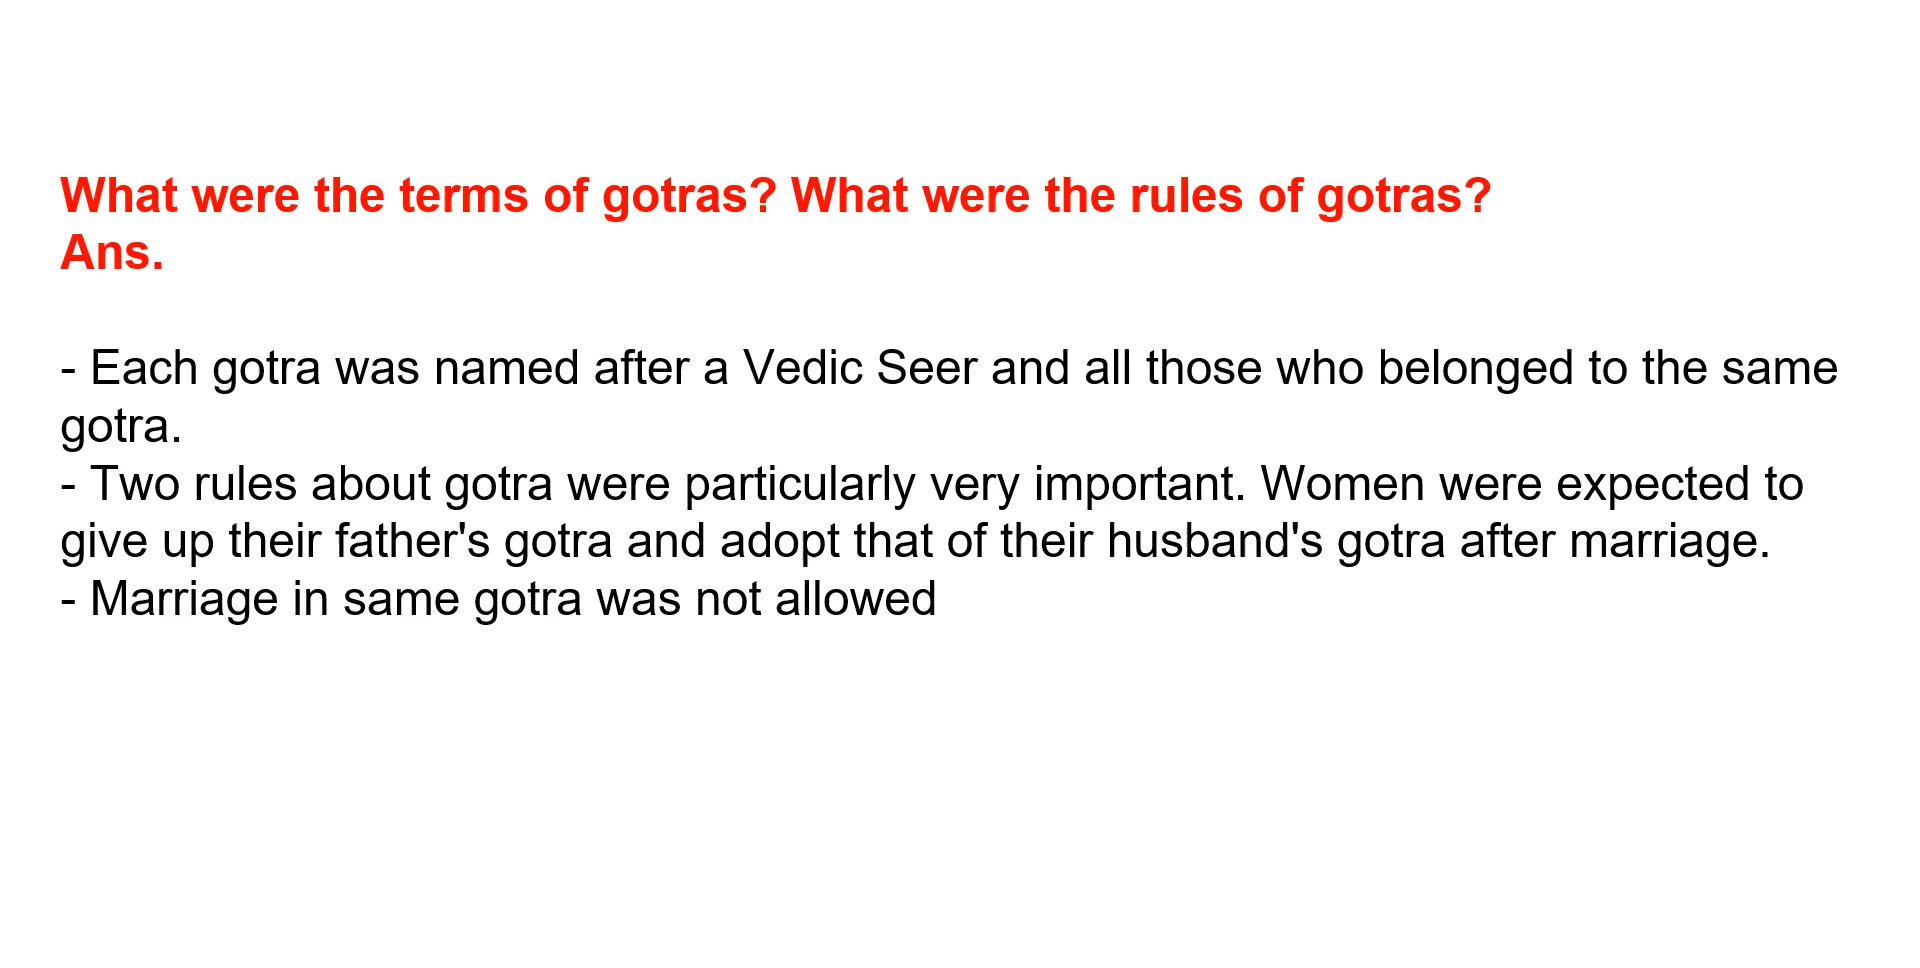 What were the terms of gotras? What were the rules of gotras?
Ans.
- Each gotra was named after a Vedic Seer and all those who belonged to the same
gotra.
- Two rules about gotra were particularly very important. Women were expected to
give up their father's gotra and adopt that of their husband's gotra after marriage.
- Marriage in same gotra was not allowed